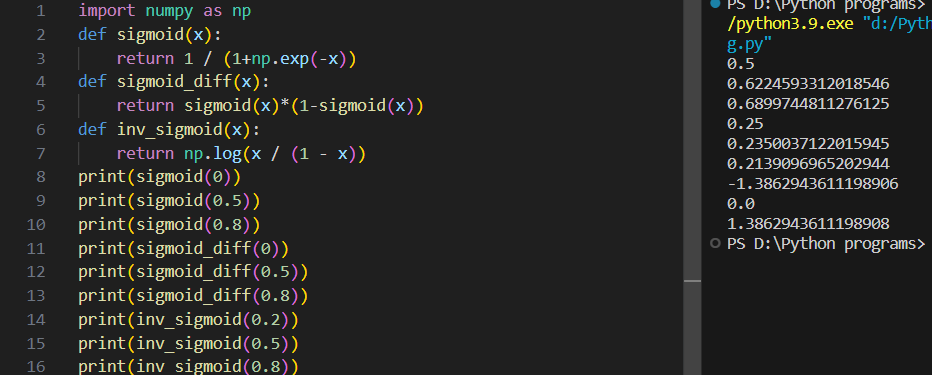 1 import numpy as np
2 def sigmoid(x):
3     return 1 / (1+np.exp(-x))
4 def sigmoid_diff(x):
5     return sigmoid(x)*(1-sigmoid(x))
6 def inv_sigmoid(x):
7     return np.log(x / (1 - x))
8 print(sigmoid(0))
9 print(sigmoid(0.5))
10 print(sigmoid(0.8))
11 print(sigmoid_diff(0))
12 print(sigmoid_diff(0.5))
13 print(sigmoid_diff(0.8))
14 print(inv_sigmoid(0.2))
15 print(inv_sigmoid(0.5))
16 print(inv_sigmoid(0.8))
PS D:\Python programs>
/python3.9.exe "d:/Pyth
g.py"
0.5
0.6224593312018546
0.6899744811276125
0.25
0.2350037122015945
0.2139096965202944
-1.3862943611198906
0.0
1.3862943611198908
PS D:\Python programs>